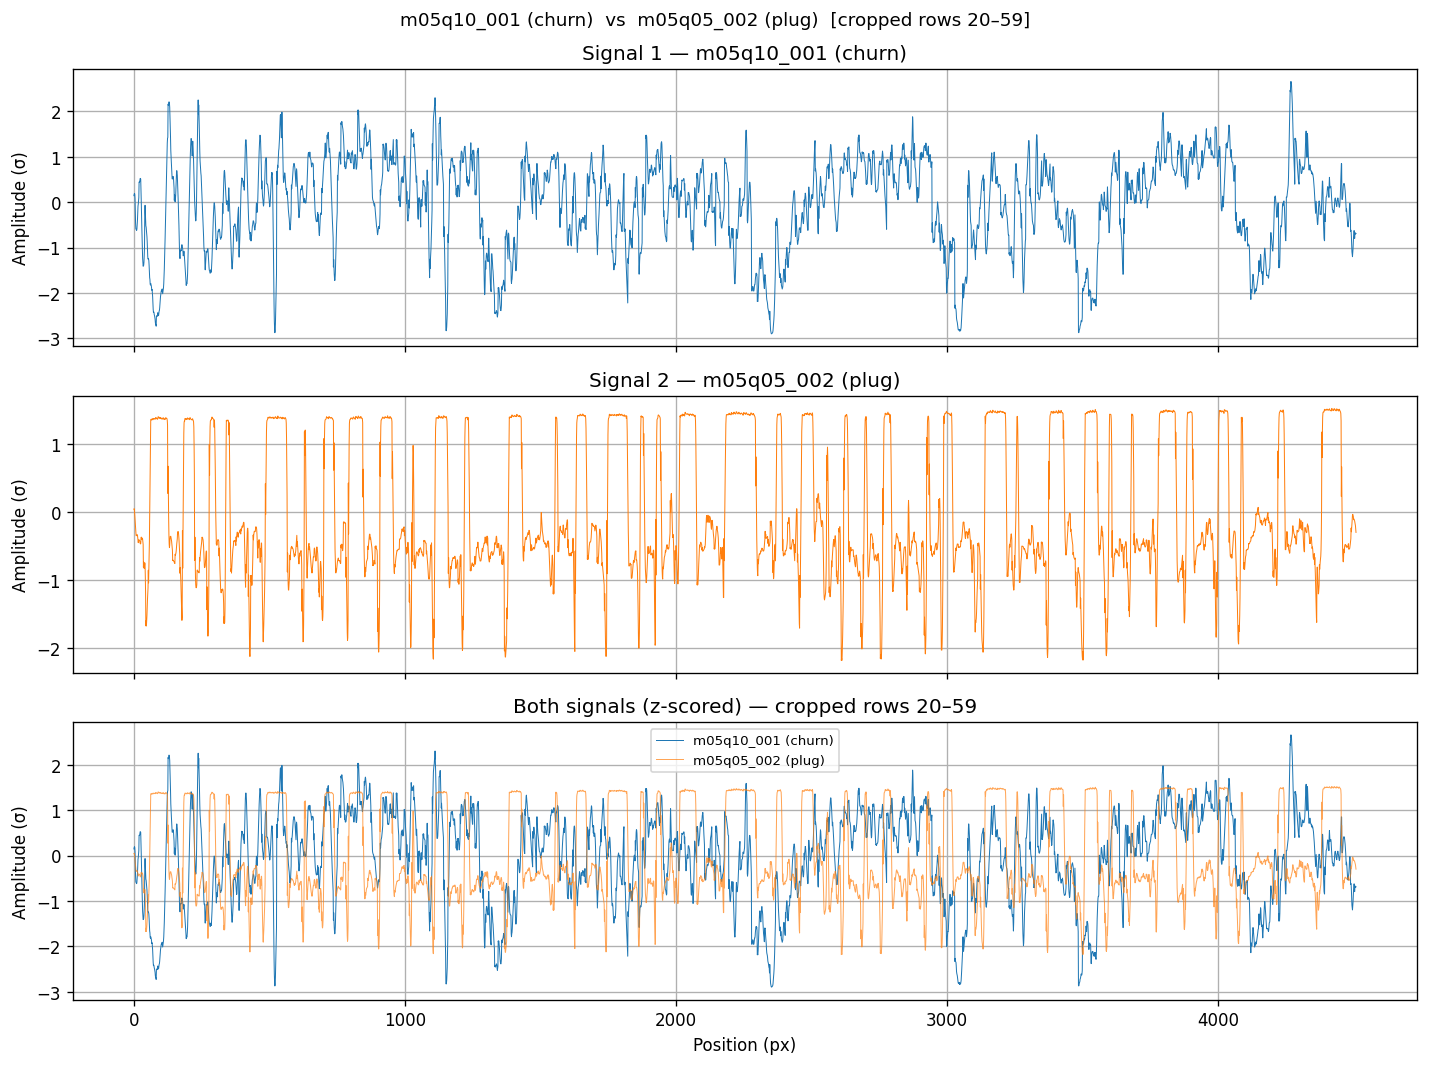 m05q10_001 (churn)  vs  m05q05_002 (plug)  [cropped rows 20–59]
Signal 1 — m05q10_001 (churn)
Amplitude (σ)
2
1
0
−1
−2
−3
Signal 2 — m05q05_002 (plug)
Amplitude (σ)
1
0
−1
−2
Both signals (z-scored) — cropped rows 20–59
m05q10_001 (churn)
m05q05_002 (plug)
Amplitude (σ)
2
1
0
−1
−2
−3
0 1000 2000 3000 4000
Position (px)